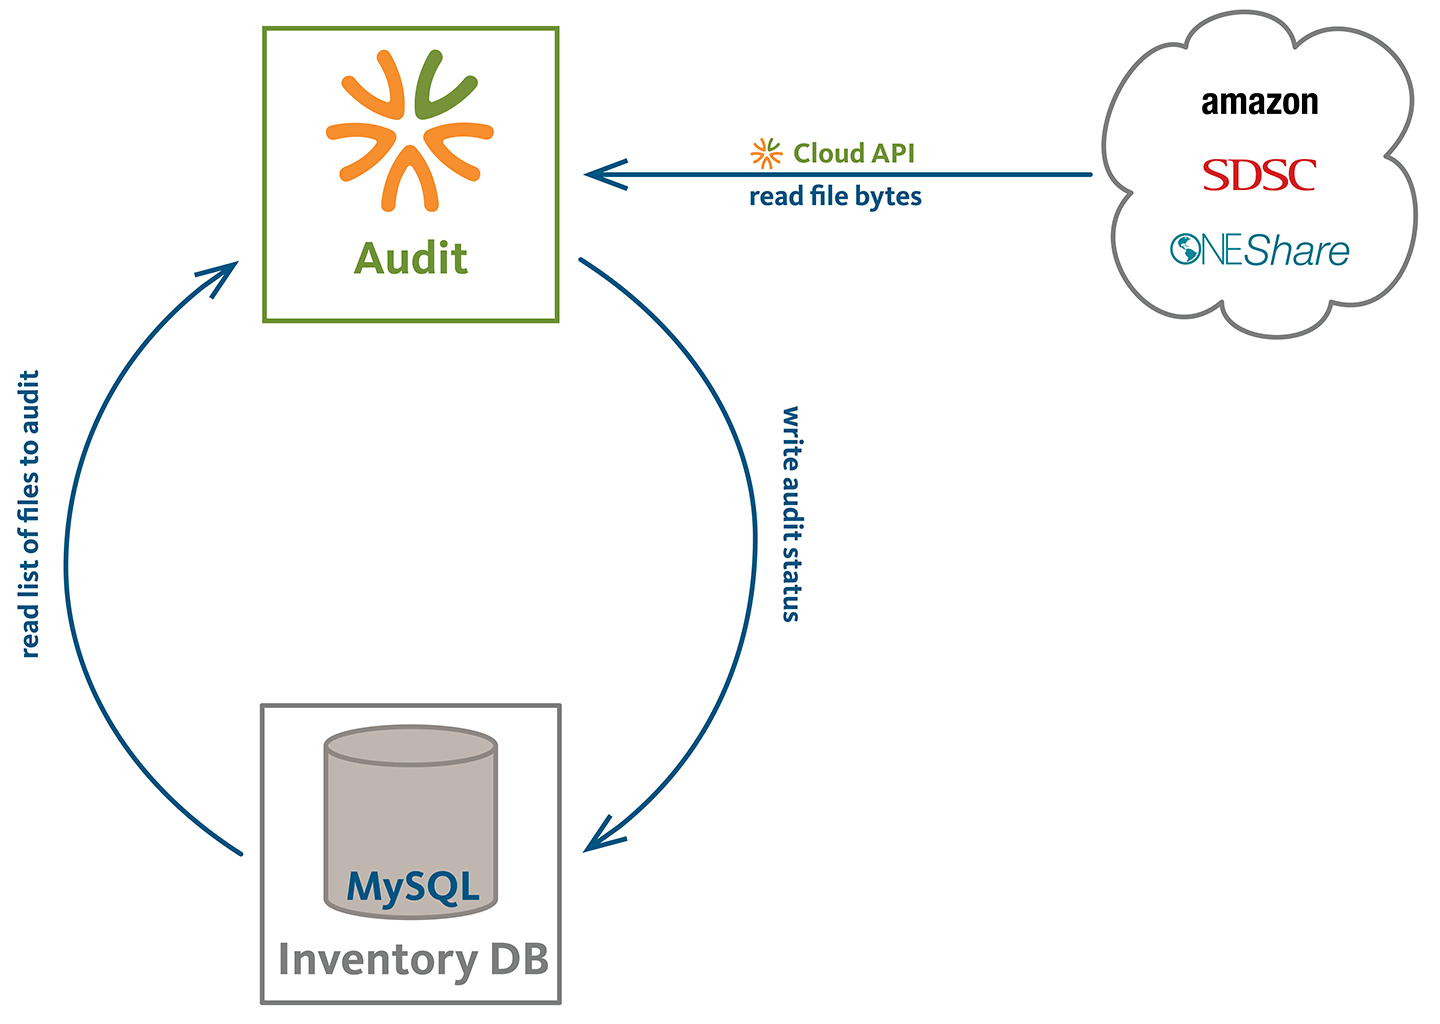 amazon
Cloud API
SDSC
read file bytes
ONEShare
Audit
read list of files to audit
write audit status
MySQL
Inventory DB